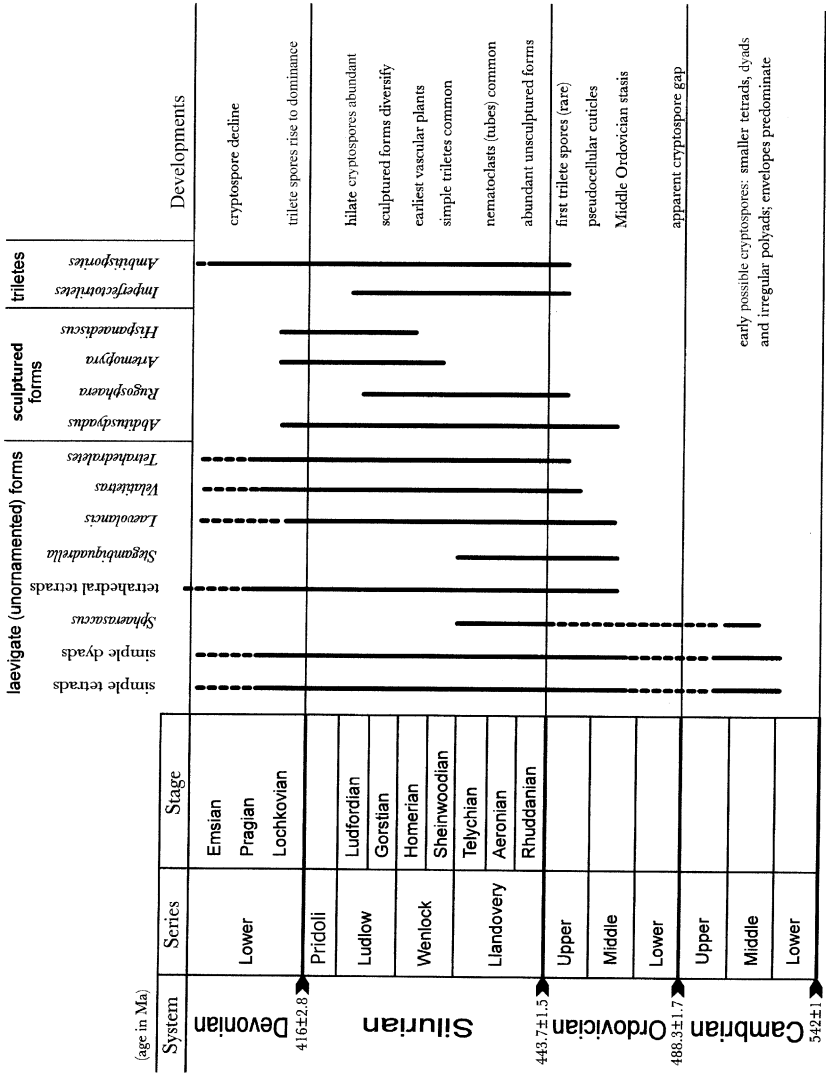 (age in Ma)
System
Series
Stage
laevigate (unornamented) forms
sculptured
forms
triletes
Developments
simple tetrads
simple dyads
Sphaerasaccus
tetrahedral tetrads
Stegambiquadrella
Laevolancis
Velatitetras
Tetrahedraletes
Abditusdyadus
Rugosphaera
Artemopyra
Hispanaediscus
Imperfectotriletes
Ambitisporites
Devonian
Lower
Emsian
Pragian
Lochkovian
cryptospore decline
trilete spores rise to dominance
416±2.8
Silurian
Pridoli
Ludlow
Ludfordian
hilate cryptospores abundant
Gorstian
sculptured forms diversify
Wenlock
Homerian
earliest vascular plants
Sheinwoodian
simple triletes common
Llandovery
Telychian
Aeronian
nematoclasts (tubes) common
Rhuddanian
abundant unsculptured forms
443.7±1.5
Ordovician
Upper
first trilete spores (rare)
pseudocellular cuticles
Middle
Middle Ordovician stasis
Lower
apparent cryptospore gap
488.3±1.7
Cambrian
Upper
Middle
Lower
early possible cryptospores: smaller tetrads, dyads
and irregular polyads; envelopes predominate
542±1